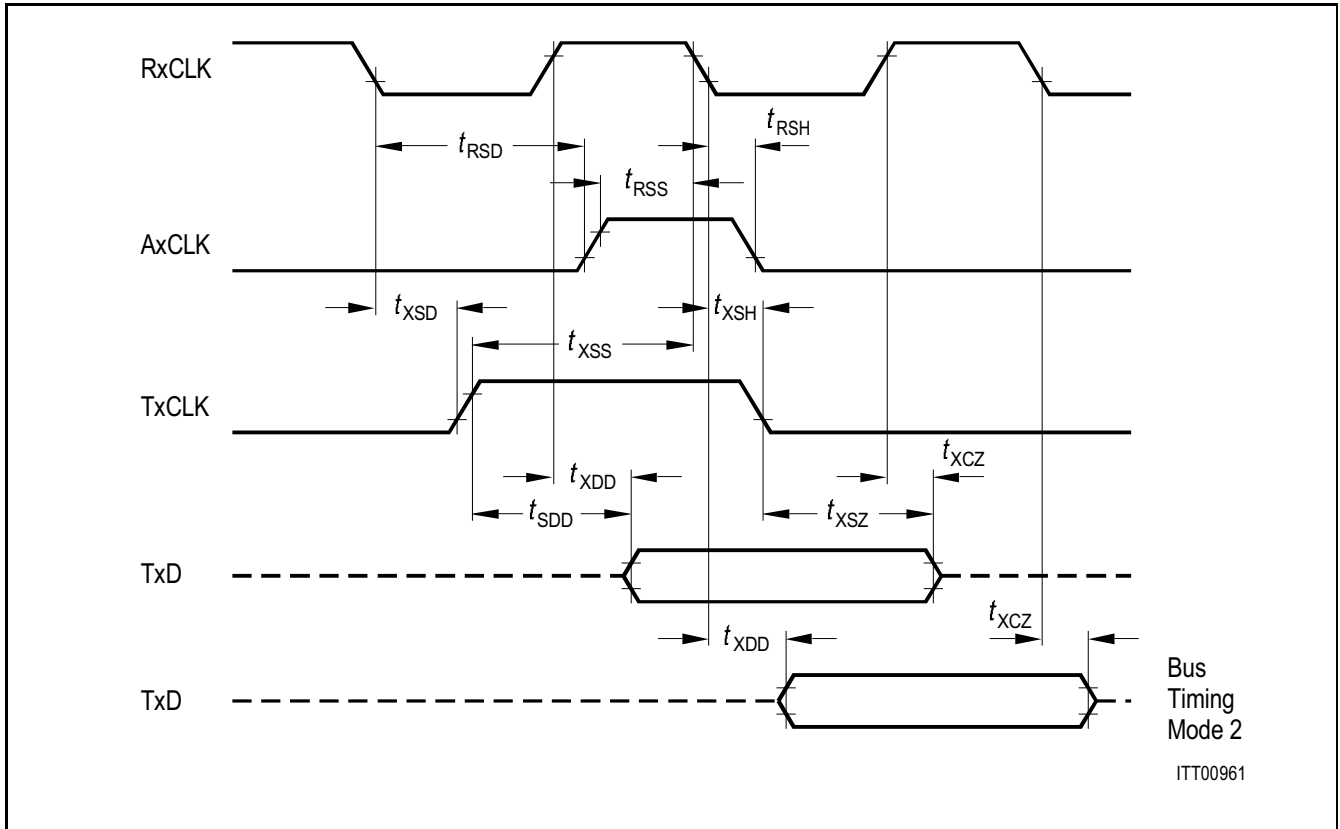 RxCLK
tRSH
tRSD
tRSS
AxCLK
tXSD
tXSH
tXSS
TxCLK
tXDD
tXCZ
tSDD
tXSZ
TxD
tXCZ
tXDD
TxD
Bus
Timing
Mode 2
ITT00961